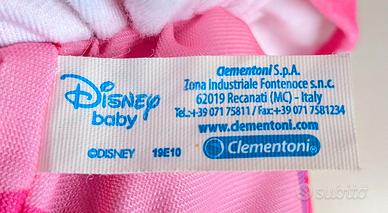 Disney
baby
©DISNEY 19E10
Clementoni S.p.A.
Zona Industriale Fontenoce s.n.c.
62019 Recanati (MC) - Italy
Tel.:+39 071 75811 / Fax:+39 071 7581234
www.clementoni.com
Clementoni
subito